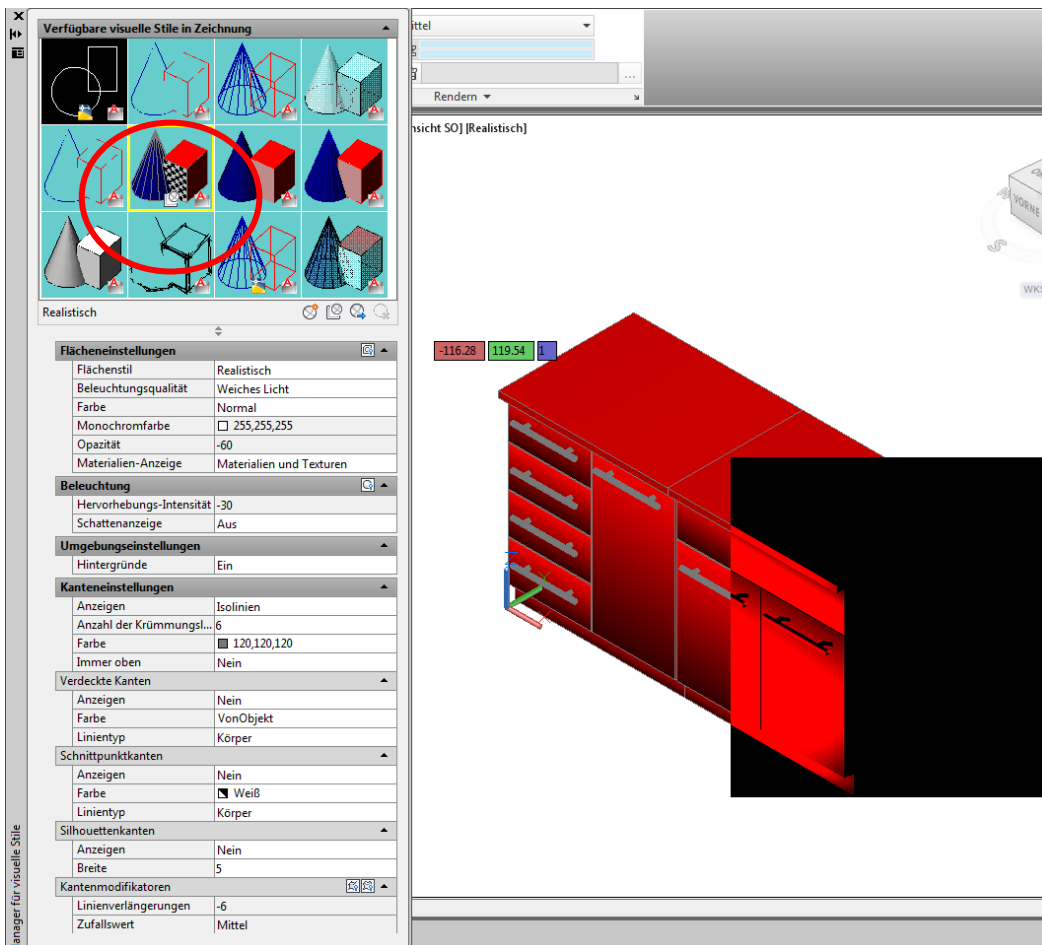 Verfügbare visuelle Stile in Zeichnung
Realistisch
Flächeneinstellungen
Flächenstil Realistisch
Beleuchtungsqualität Weiches Licht
Farbe Normal
Monochromfarbe 255,255,255
Opazität -60
Materialien-Anzeige Materialien und Texturen
Beleuchtung
Hervorhebungs-Intensität -30
Schattenanzeige Aus
Umgebungseinstellungen
Hintergründe Ein
Kanteneinstellungen
Anzeigen Isolinien
Anzahl der Krümmungsl... 6
Farbe 120,120,120
Immer oben Nein
Verdeckte Kanten
Anzeigen Nein
Farbe VonObjekt
Linientyp Körper
Schnittpunktkanten
Anzeigen Nein
Farbe Weiß
Linientyp Körper
Silhouettenkanten
Anzeigen Nein
Breite 5
Kantenmodifikatoren
Linienverlängerungen -6
Zufallswert Mittel
anager für visuelle Stile
ittel
...
Rendern
nsicht SO] [Realistisch]
VORNE
S
WKS
-116.28 119.54 1